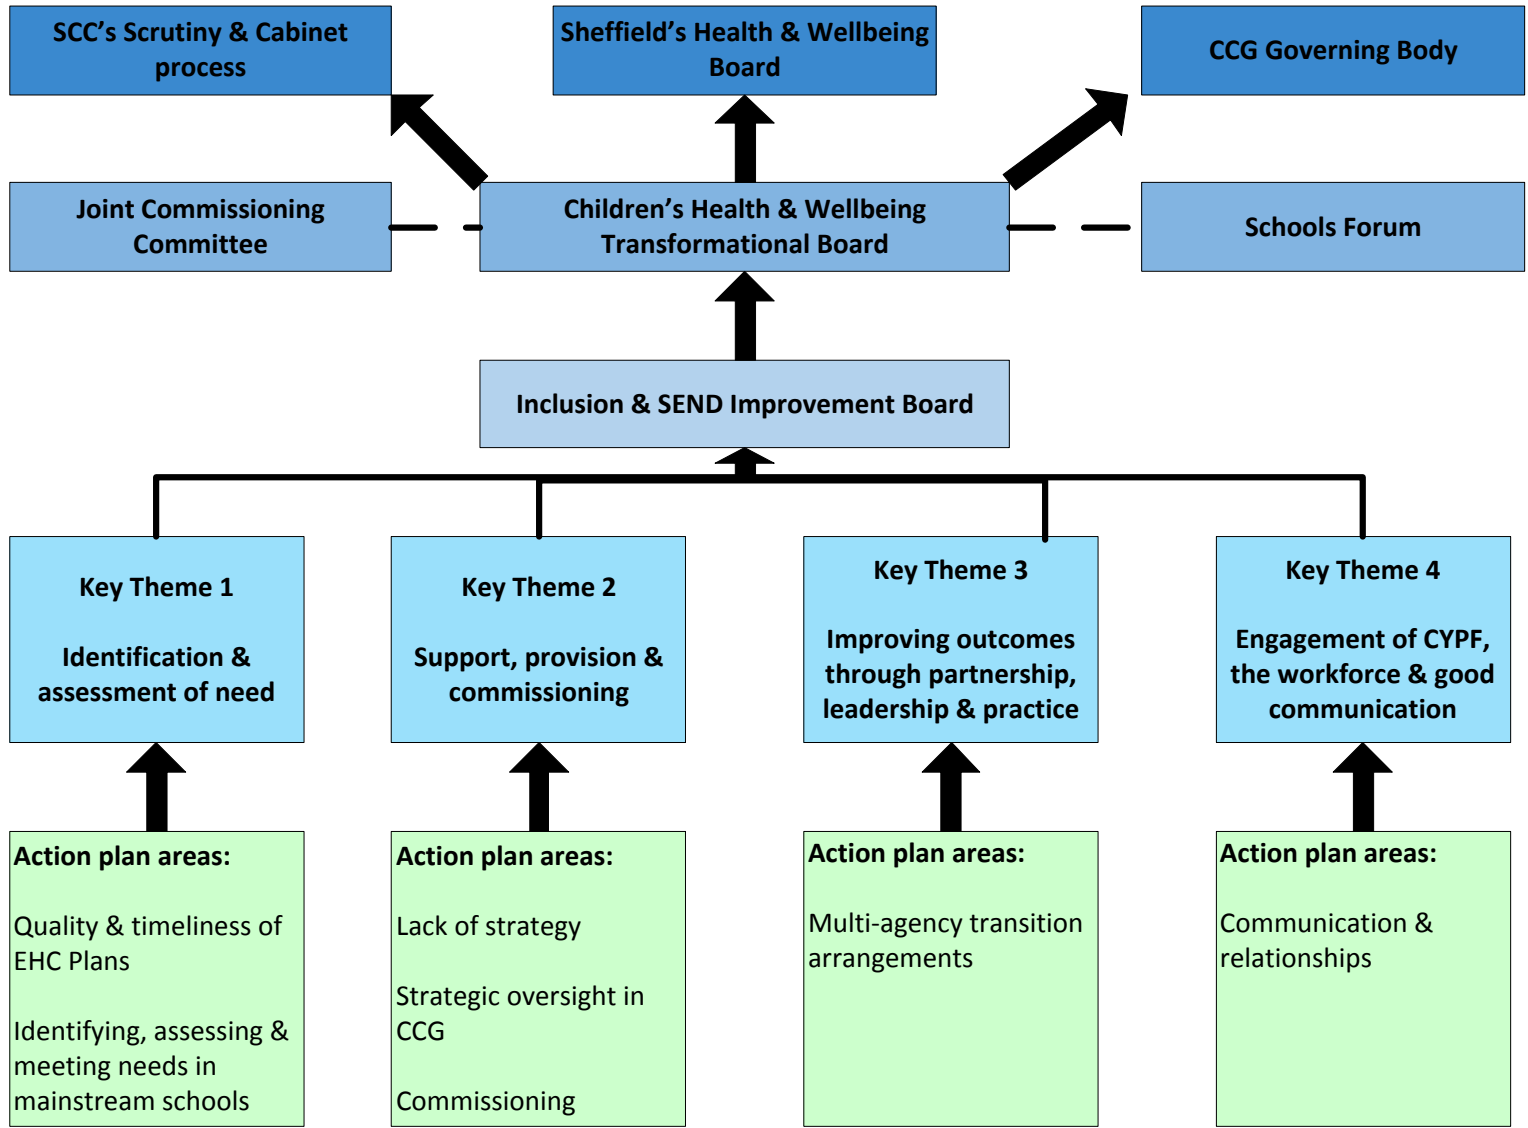 SCC’s Scrutiny & Cabinet
process
Sheffield’s Health & Wellbeing
Board
CCG Governing Body
Joint Commissioning
Committee
Children’s Health & Wellbeing
Transformational Board
Schools Forum
Inclusion & SEND Improvement Board
Key Theme 1
Identification &
assessment of need
Key Theme 2
Support, provision &
commissioning
Key Theme 3
Improving outcomes
through partnership,
leadership & practice
Key Theme 4
Engagement of CYPF,
the workforce & good
communication
Action plan areas:
Quality & timeliness of
EHC Plans
Identifying, assessing &
meeting needs in
mainstream schools
Action plan areas:
Lack of strategy
Strategic oversight in
CCG
Commissioning
Action plan areas:
Multi-agency transition
arrangements
Action plan areas:
Communication &
relationships